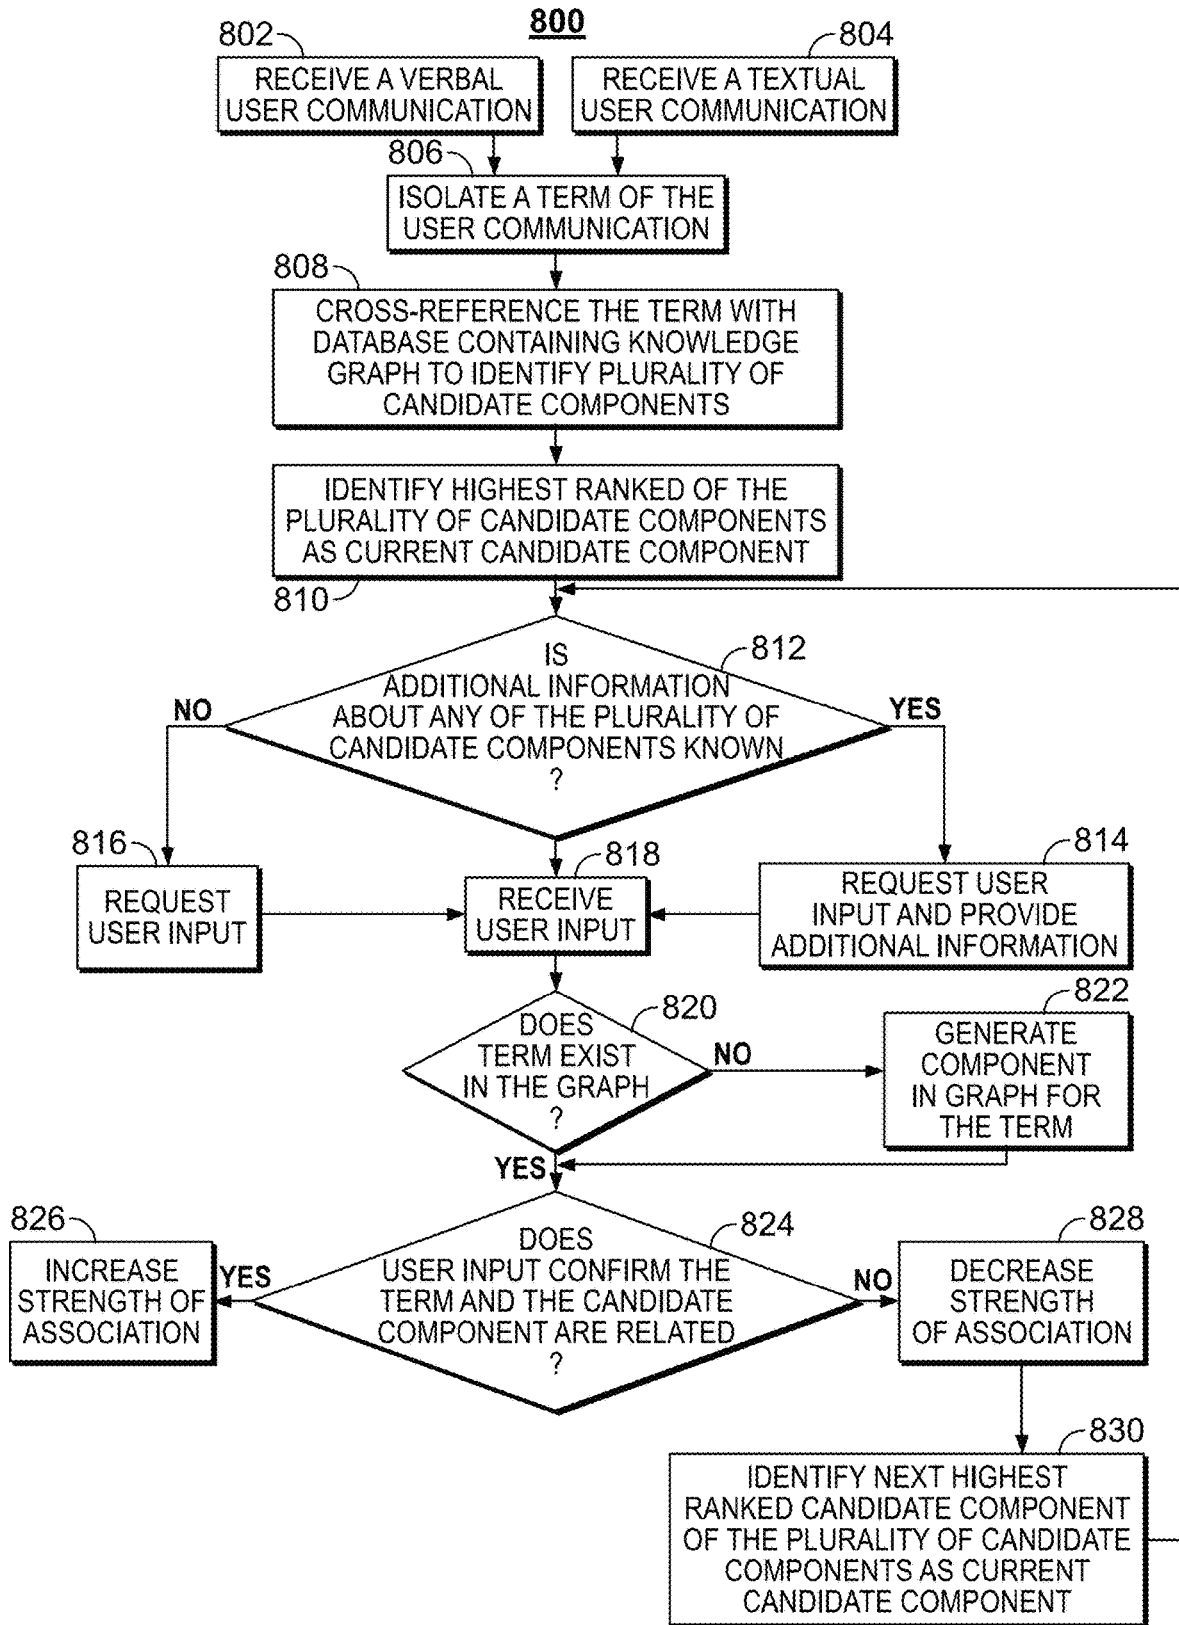 800
802
804
RECEIVE A VERBAL
USER COMMUNICATION
RECEIVE A TEXTUAL
USER COMMUNICATION
806
ISOLATE A TERM OF THE
USER COMMUNICATION
808
CROSS-REFERENCE THE TERM WITH
DATABASE CONTAINING KNOWLEDGE
GRAPH TO IDENTIFY PLURALITY OF
CANDIDATE COMPONENTS
IDENTIFY HIGHEST RANKED OF THE
PLURALITY OF CANDIDATE COMPONENTS
AS CURRENT CANDIDATE COMPONENT
810
812
IS
ADDITIONAL INFORMATION
ABOUT ANY OF THE PLURALITY OF
CANDIDATE COMPONENTS KNOWN
?
NO
YES
816
REQUEST
USER INPUT
818
RECEIVE
USER INPUT
814
REQUEST USER
INPUT AND PROVIDE
ADDITIONAL INFORMATION
820
DOES
TERM EXIST
IN THE GRAPH
?
NO
822
GENERATE
COMPONENT
IN GRAPH FOR
THE TERM
YES
824
DOES
USER INPUT CONFIRM THE
TERM AND THE CANDIDATE
COMPONENT ARE RELATED
?
YES
826
INCREASE
STRENGTH OF
ASSOCIATION
NO
828
DECREASE
STRENGTH
OF ASSOCIATION
830
IDENTIFY NEXT HIGHEST
RANKED CANDIDATE COMPONENT
OF THE PLURALITY OF CANDIDATE
COMPONENTS AS CURRENT
CANDIDATE COMPONENT